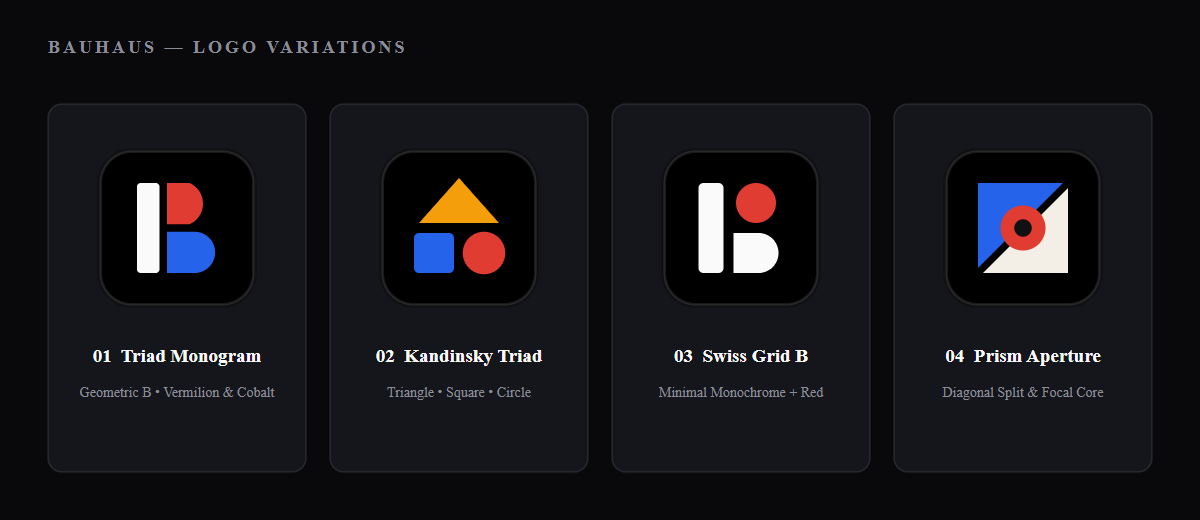 BAUHAUS — LOGO VARIATIONS
01 Triad Monogram
Geometric B • Vermilion & Cobalt
02 Kandinsky Triad
Triangle • Square • Circle
03 Swiss Grid B
Minimal Monochrome + Red
04 Prism Aperture
Diagonal Split & Focal Core